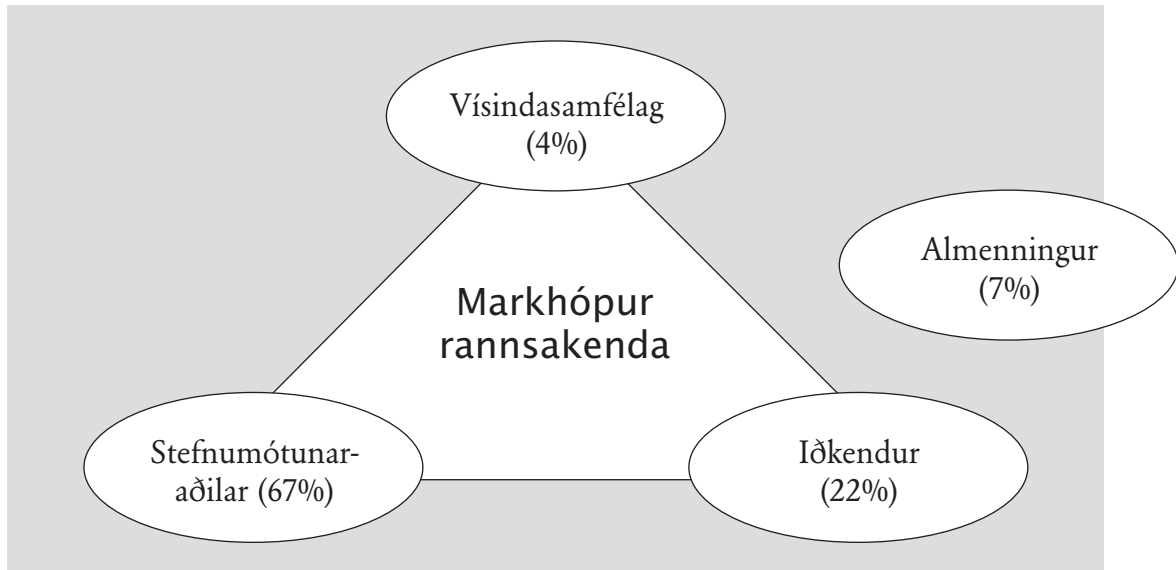 Vísindasamfélag
(4%)
Almenningur
(7%)
Markhópur
rannsakenda
Stefnumótunar-
aðilar (67%)
Iðkendur
(22%)